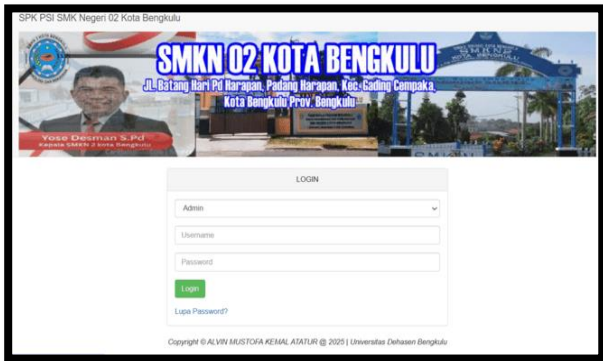 SPK PSI SMK Negeri 02 Kota Bengkulu
SMKN 02 KOTA BENGKULU
JL. Batang Hari Pd Harapan, Padang Harapan, Kec. Gading Cempaka,
Kota Bengkulu Prov. Bengkulu
Yose Desman S.Pd
Kepala SMKN 2 kota Bengkulu
LOGIN
Admin
Username
Password
Login
Lupa Password?
Copyright © ALVIN MUSTOFA KEMAL ATATUR @ 2025 | Universitas Dehasen Bengkulu